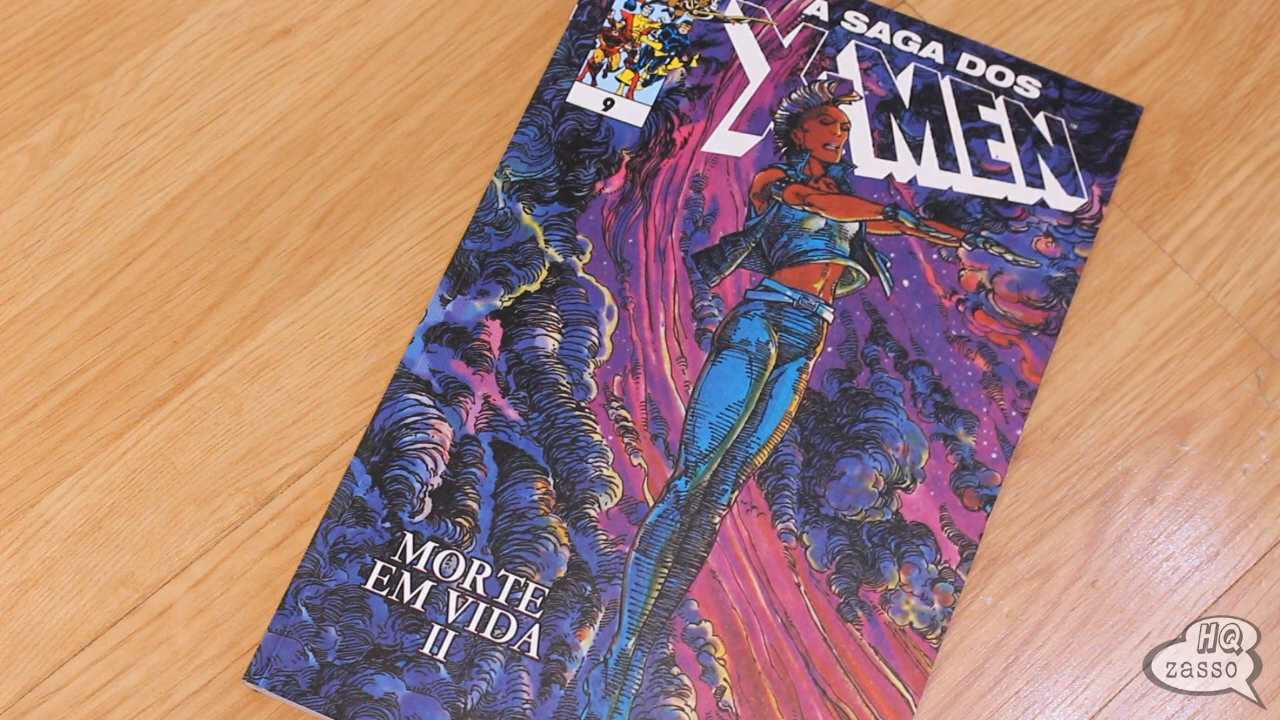 A SAGA DOS
X-MEN
9
MORTE
EM VIDA
II
HQ
zasso